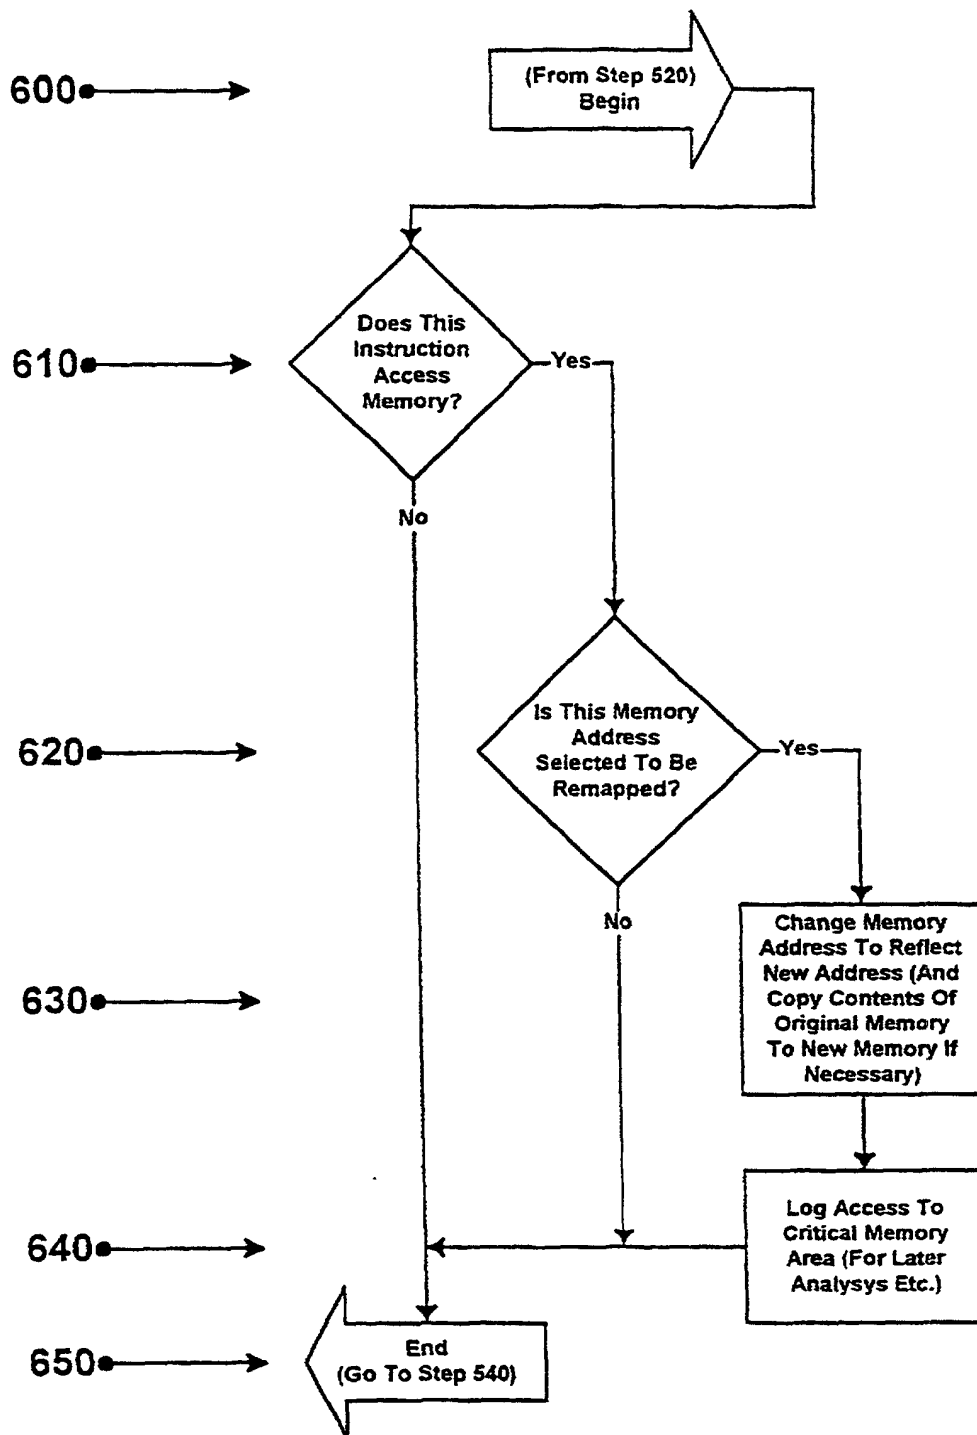 600
(From Step 520)
Begin
610
Does This
Instruction
Access
Memory?
Yes
No
620
Is This Memory
Address
Selected To Be
Remapped?
Yes
No
630
Change Memory
Address To Reflect
New Address (And
Copy Contents Of
Original Memory
To New Memory If
Necessary)
640
Log Access To
Critical Memory
Area (For Later
Analysys Etc.)
650
End
(Go To Step 540)